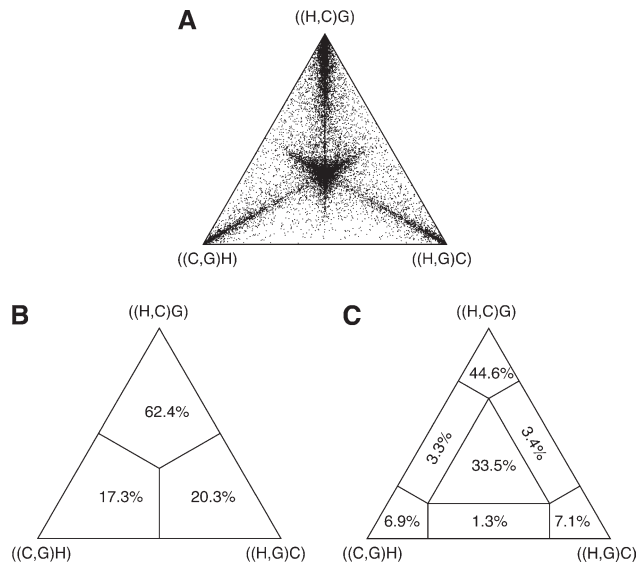 A
((H,C)G)
((C,G)H)
((H,G)C)
B
((H,C)G)
62.4%
17.3%
20.3%
((C,G)H)
((H,G)C)
C
((H,C)G)
44.6%
3.3%
3.4%
33.5%
6.9%
1.3%
7.1%
((C,G)H)
((H,G)C)